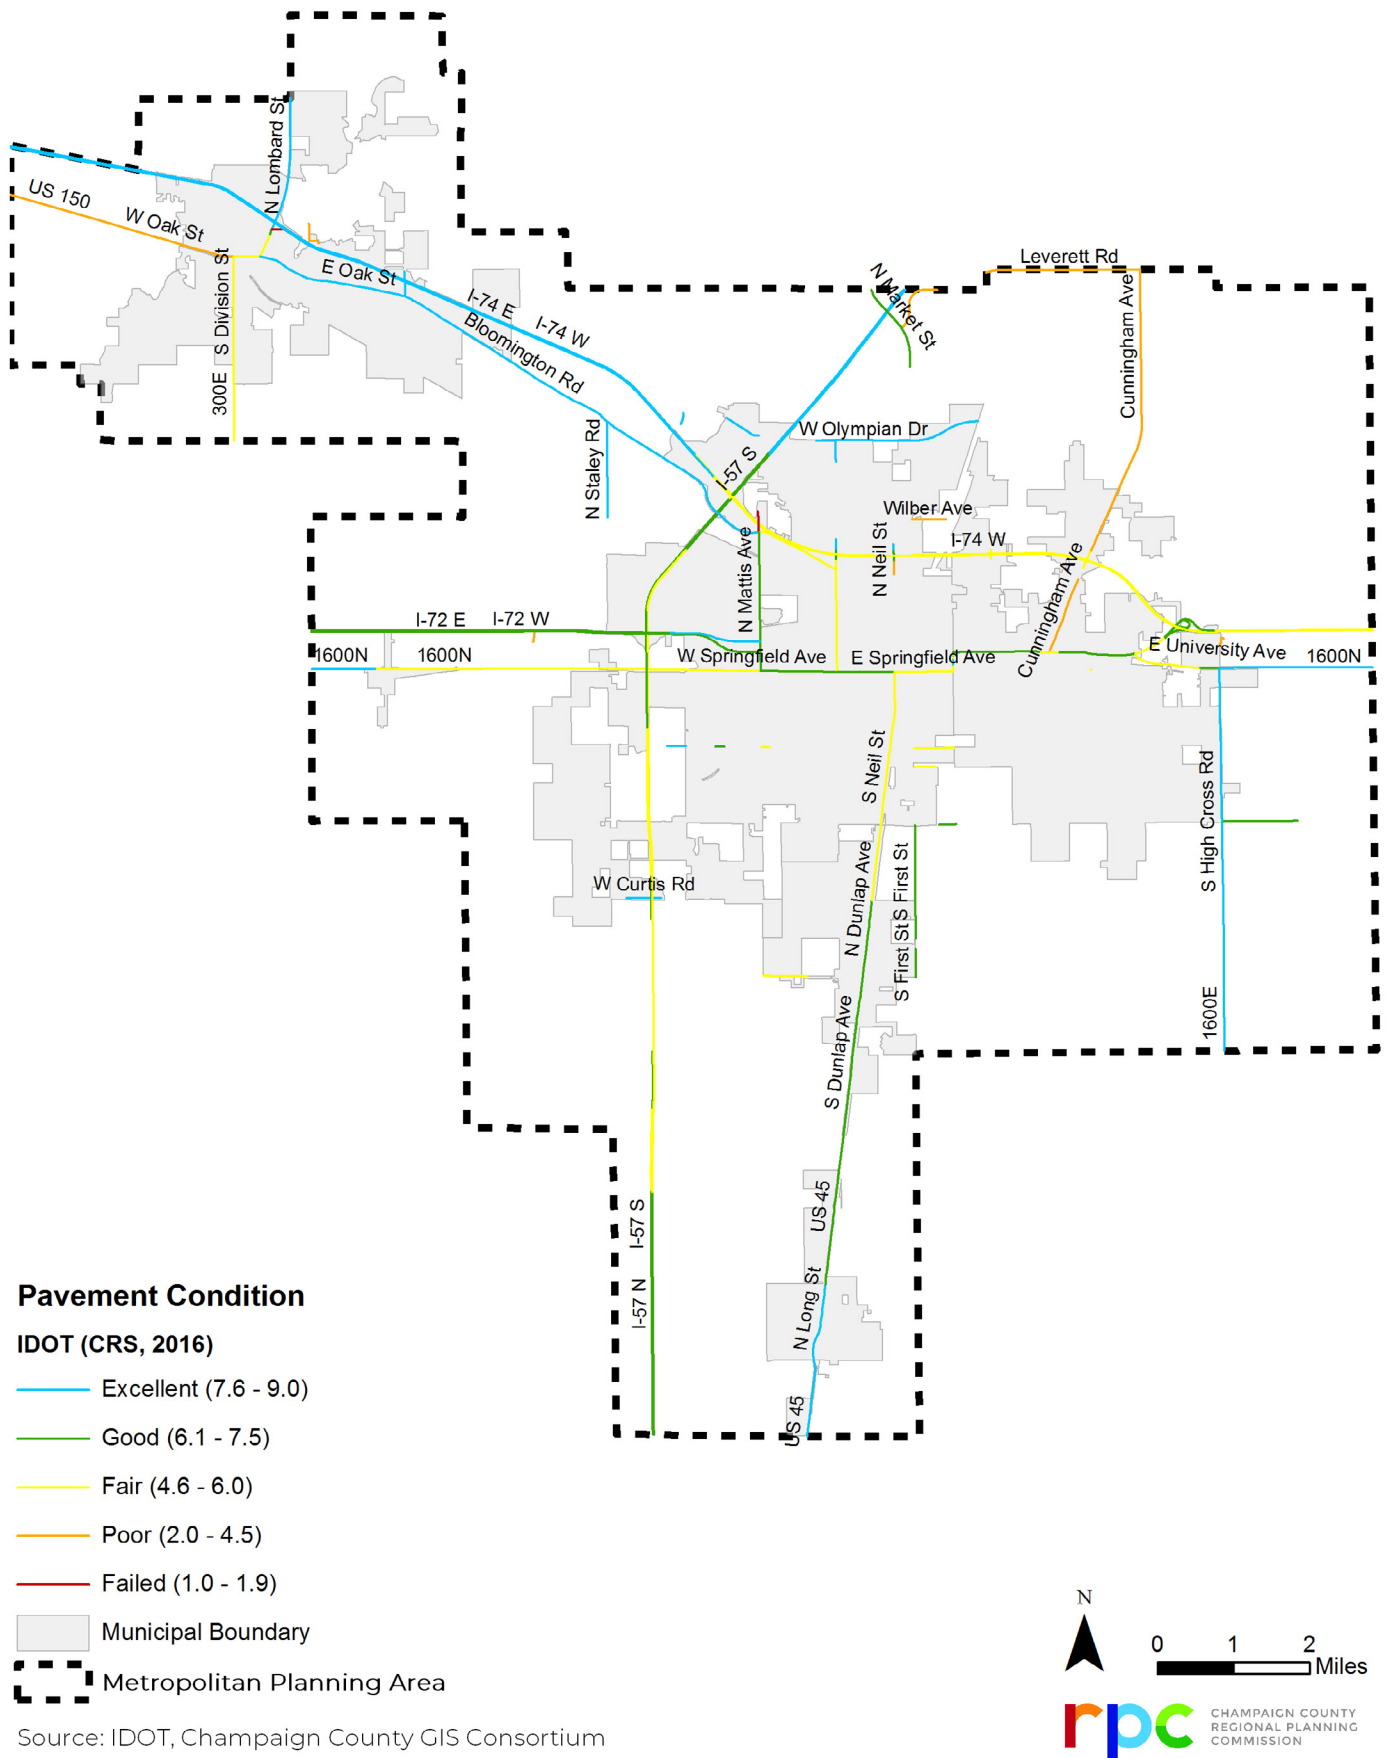 N Lombard St
US 150
W Oak St
E Oak St
S Division St
300E
I-74 E
I-74 W
Bloomington Rd
N Staley Rd
N Market St
Leverett Rd
Cunningham Ave
W Olympian Dr
I-57 S
Wilber Ave
N Neil St
I-74 W
N Mattis Ave
Cunningham Ave
I-72 E
I-72 W
1600N
1600N
W Springfield Ave
E Springfield Ave
E University Ave
1600N
S Neil St
S High Cross Rd
W Curtis Rd
N Dunlap Ave
S First St
S First St
S Dunlap Ave
1600E
US 45
I-57 S
I-57 N
N Long St
US 45
Pavement Condition
IDOT (CRS, 2016)
Excellent (7.6 - 9.0)
Good (6.1 - 7.5)
Fair (4.6 - 6.0)
Poor (2.0 - 4.5)
Failed (1.0 - 1.9)
Municipal Boundary
Metropolitan Planning Area
Source: IDOT, Champaign County GIS Consortium
N
0 1 2
Miles
rpc
CHAMPAIGN COUNTY
REGIONAL PLANNING
COMMISSION